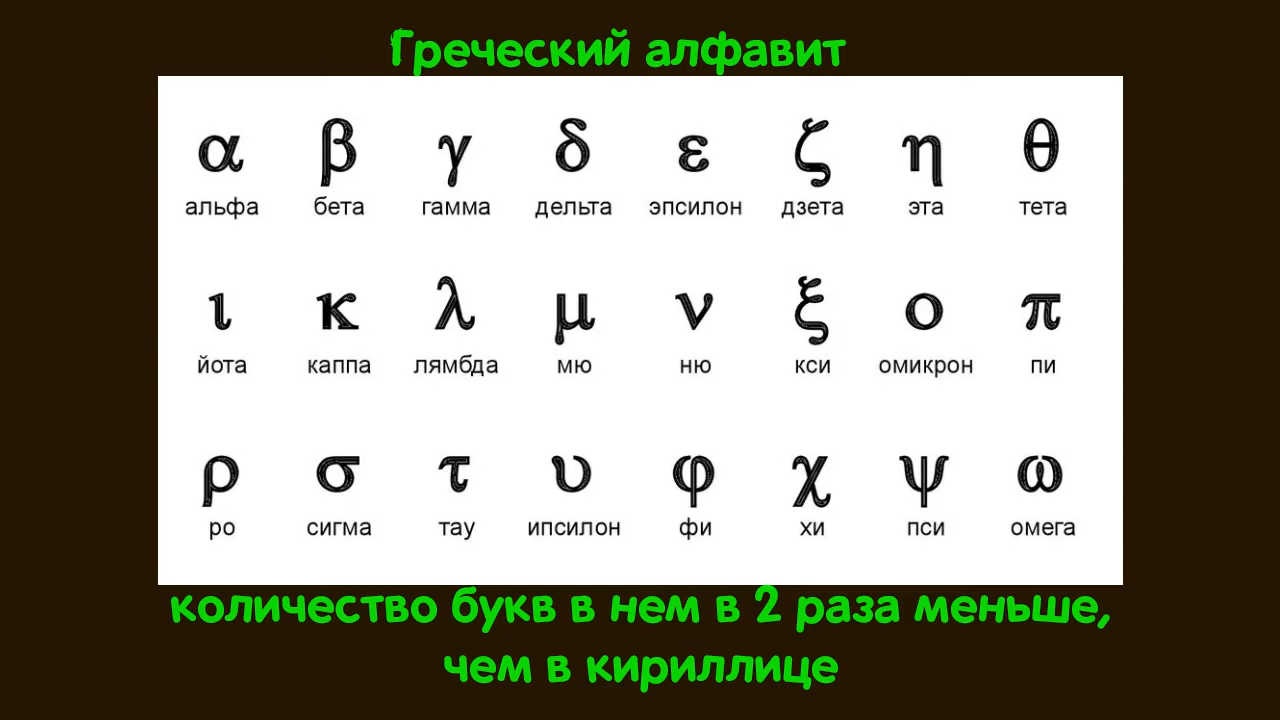 Греческий алфавит
α β γ δ ε ζ η θ
альфа бета гамма дельта эпсилон дзета эта тета
ι κ λ μ ν ξ ο π
йота каппа лямбда мю ню кси омикрон пи
ρ σ τ υ φ χ ψ ω
ро сигма тау ипсилон фи хи пси омега
количество букв в нем в 2 раза меньше,
чем в кириллице